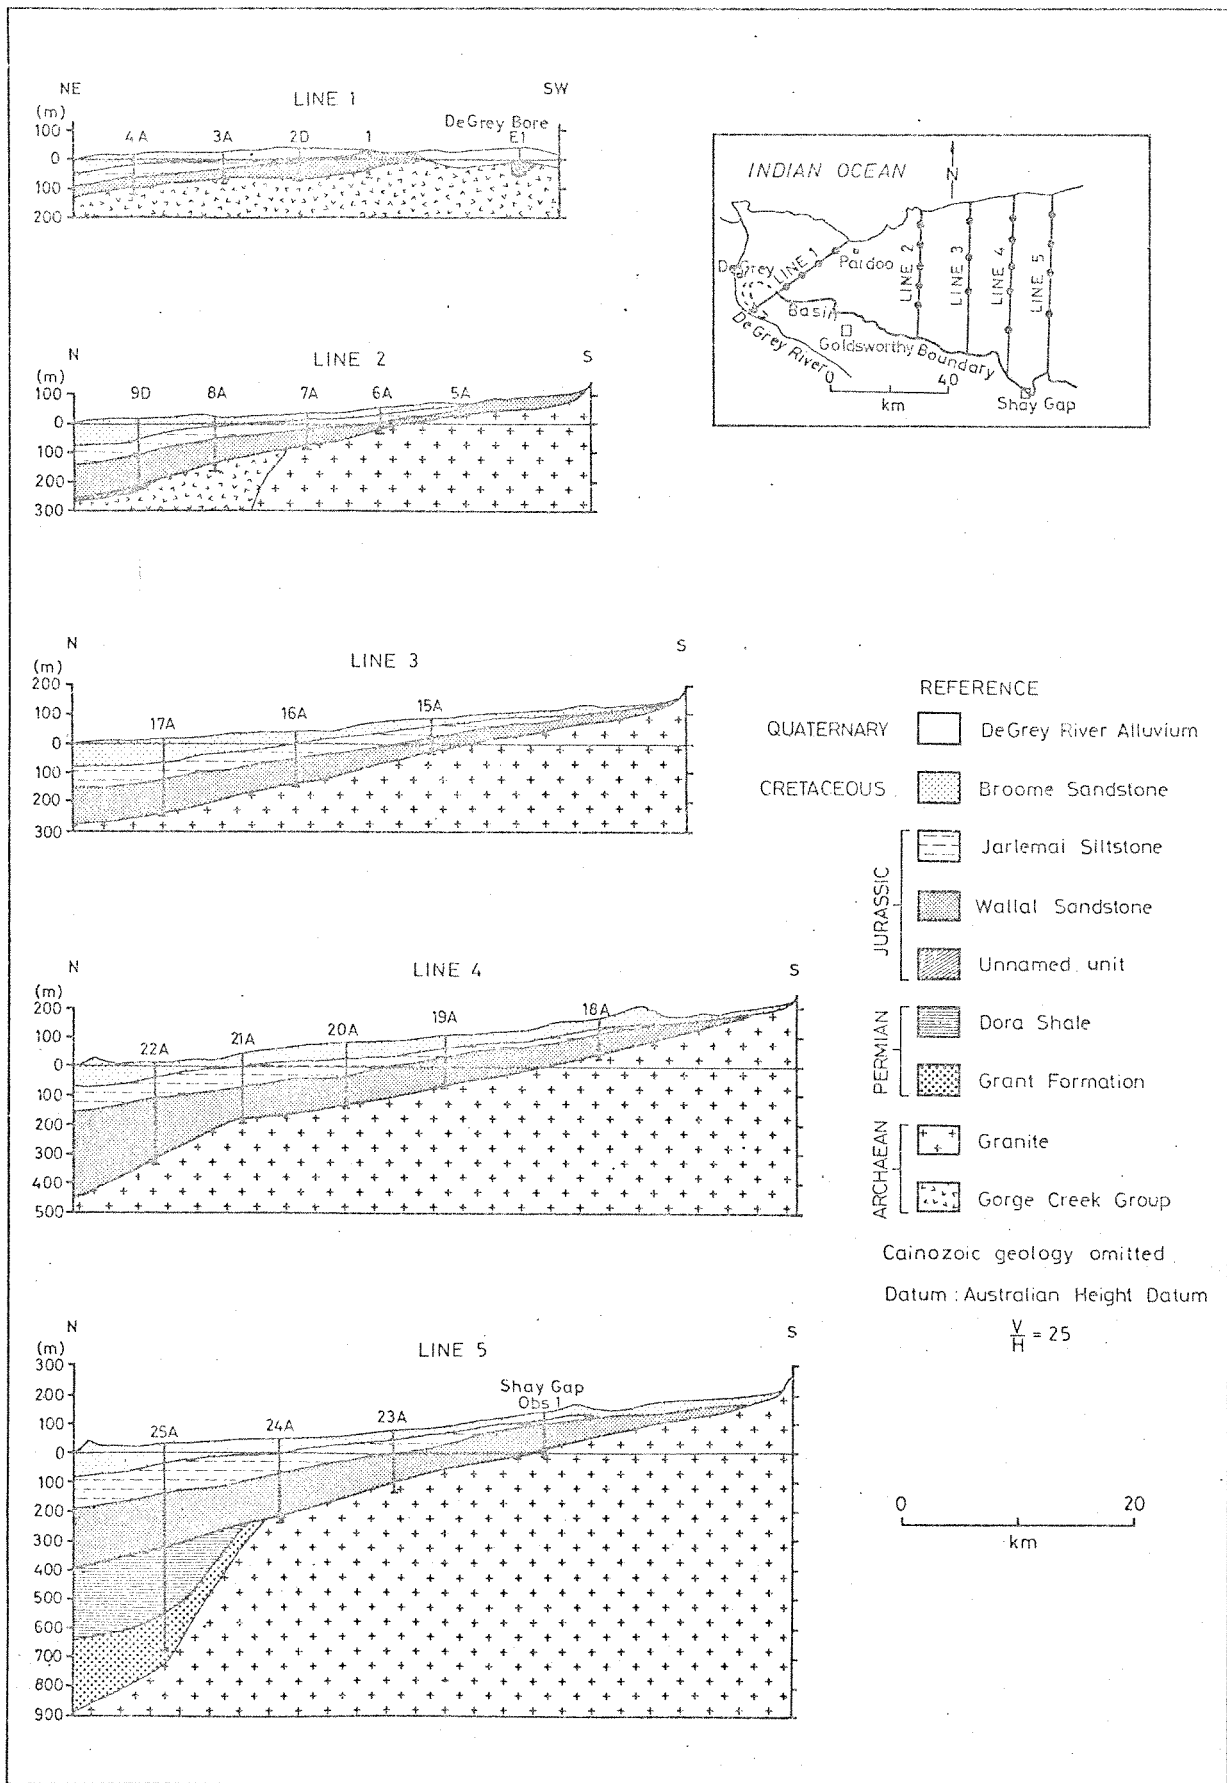 NE LINE 1 SW
(m)
DeGrey Bore
4A 3A 2D 1 E1
100
0
100
200
INDIAN OCEAN N
DeGrey
LINE 1
Pardoo
LINE 2
LINE 3
LINE 4
LINE 5
Basin
Goldsworthy Boundary
De Grey River
0 40
km
Shay Gap
N LINE 2 S
(m)
9D 8A 7A 6A 5A
100
0
100
200
300
N LINE 3 S
(m)
17A 16A 15A
200
100
0
100
200
300
REFERENCE
QUATERNARY DeGrey River Alluvium
CRETACEOUS Broome Sandstone
JURASSIC
Jarlemai Siltstone
Wallal Sandstone
Unnamed unit
PERMIAN
Dora Shale
Grant Formation
ARCHAEAN
Granite
Gorge Creek Group
Cainozoic geology omitted
Datum : Australian Height Datum
V/H = 25
N LINE 4 S
(m)
22A 21A 20A 19A 18A
200
100
0
100
200
300
400
500
N LINE 5 S
(m)
Shay Gap
25A 24A 23A Obs 1
300
200
100
0
100
200
300
400
500
600
700
800
900
0 20
km